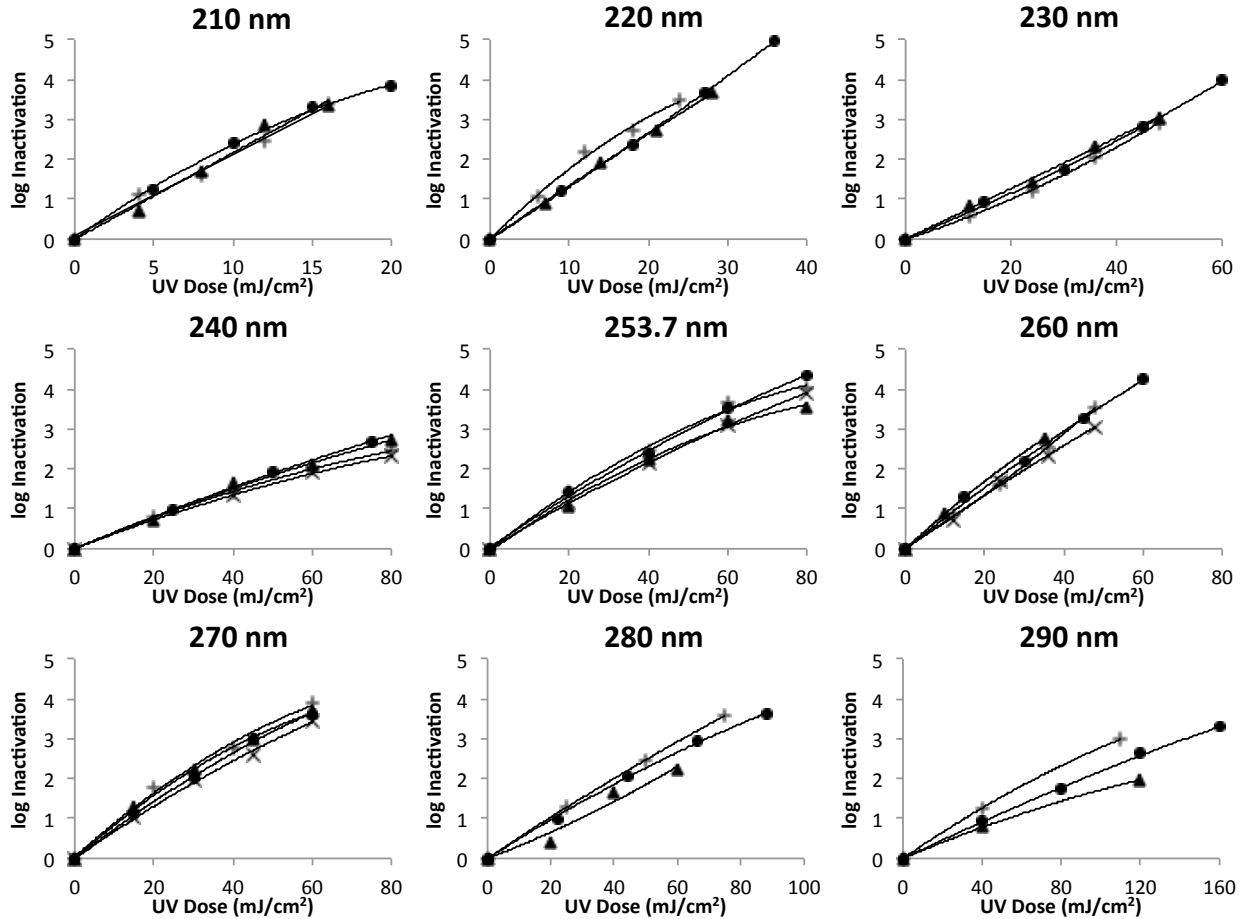 210 nm
5
4
3
2
1
0
log Inactivation
0 5 10 15 20
UV Dose (mJ/cm²)
220 nm
5
4
3
2
1
0
log Inactivation
0 10 20 30 40
UV Dose (mJ/cm²)
230 nm
5
4
3
2
1
0
log Inactivation
0 20 40 60
UV Dose (mJ/cm²)
240 nm
5
4
3
2
1
0
log Inactivation
0 20 40 60 80
UV Dose (mJ/cm²)
253.7 nm
5
4
3
2
1
0
log Inactivation
0 20 40 60 80
UV Dose (mJ/cm²)
260 nm
5
4
3
2
1
0
log Inactivation
0 20 40 60 80
UV Dose (mJ/cm²)
270 nm
5
4
3
2
1
0
log Inactivation
0 20 40 60 80
UV Dose (mJ/cm²)
280 nm
5
4
3
2
1
0
log Inactivation
0 20 40 60 80 100
UV Dose (mJ/cm²)
290 nm
5
4
3
2
1
0
log Inactivation
0 40 80 120 160
UV Dose (mJ/cm²)